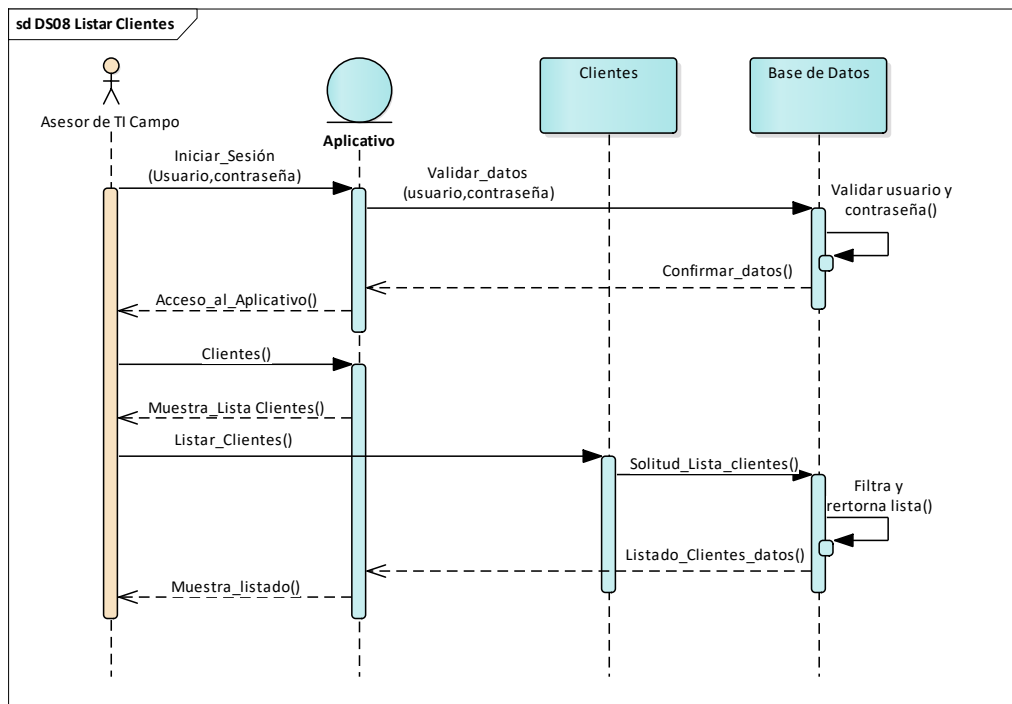 sd DS08 Listar Clientes
Clientes
Base de Datos
Asesor de TI Campo
Aplicativo
Iniciar_Sesión
(Usuario,contraseña)
Validar_datos
(usuario,contraseña)
Validar usuario y
contraseña()
Confirmar_datos()
Acceso_al_Aplicativo()
Clientes()
Muestra_Lista Clientes()
Listar_Clientes()
Solitud_Lista_clientes()
Filtra y
rertorna lista()
Listado_Clientes_datos()
Muestra_listado()